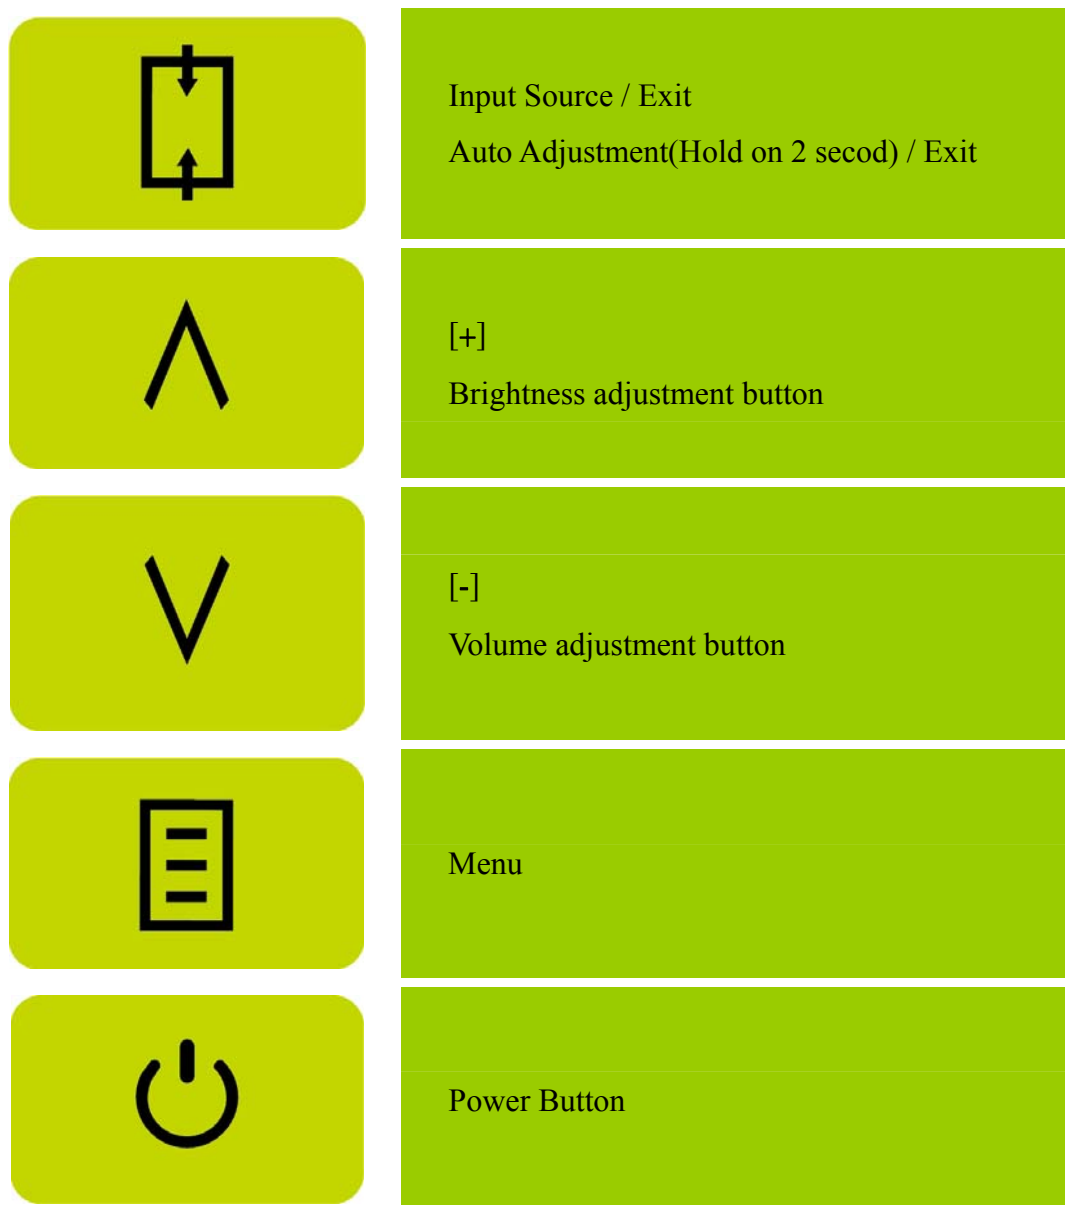 Input Source / Exit
Auto Adjustment(Hold on 2 secod) / Exit
[+]
Brightness adjustment button
[-]
Volume adjustment button
Menu
Power Button